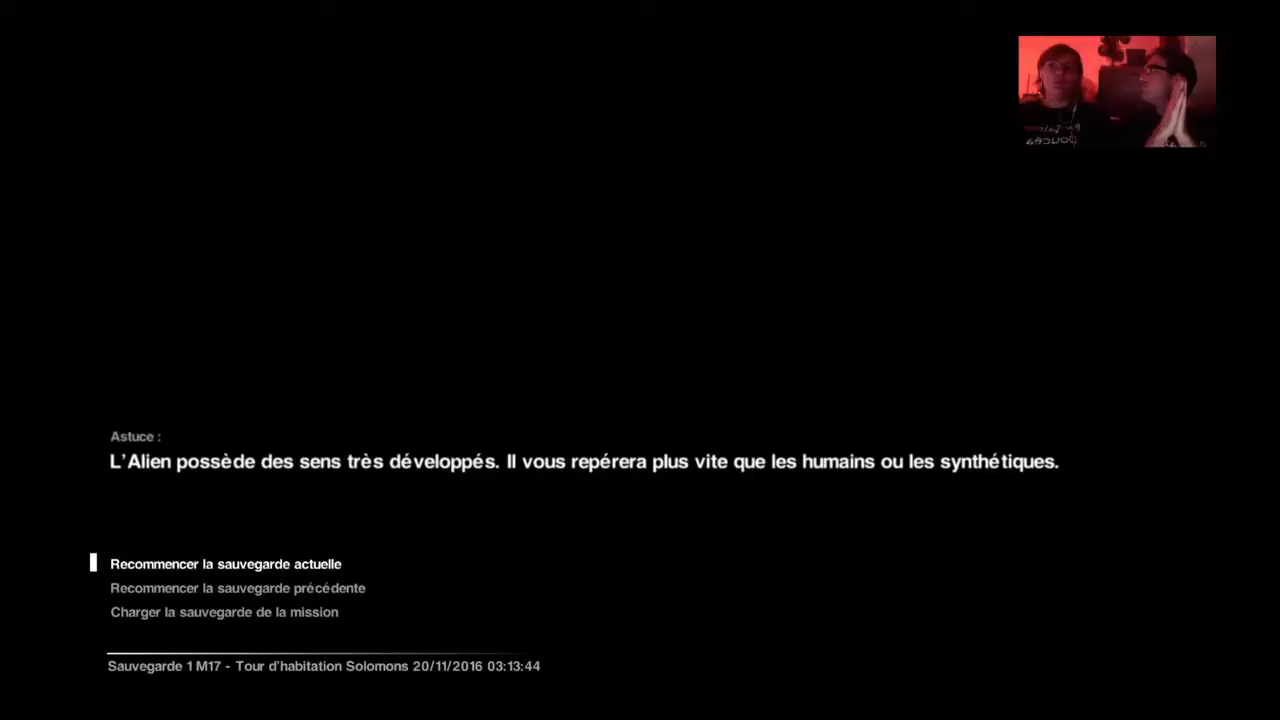 Astuce :
L'Alien possède des sens très développés. Il vous repérera plus vite que les humains ou les synthétiques.
Recommencer la sauvegarde actuelle
Recommencer la sauvegarde précédente
Charger la sauvegarde de la mission
Sauvegarde 1 M17 - Tour d'habitation Solomons 20/11/2016 03:13:44